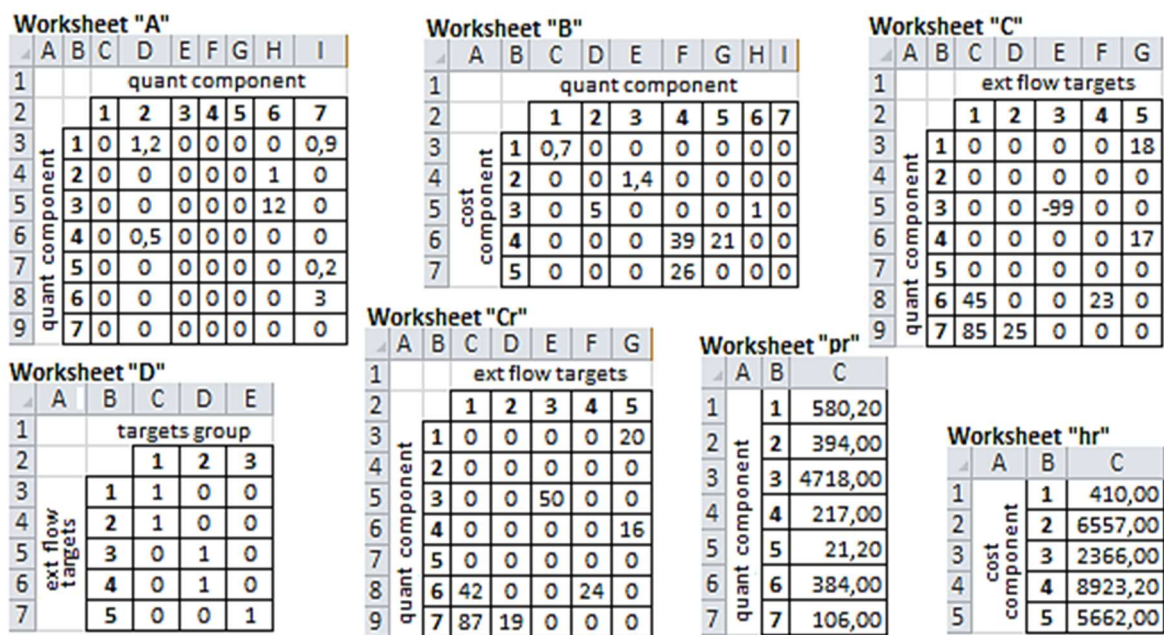 Worksheet "A"
A B C D E F G H I
1 quant component
2 1 2 3 4 5 6 7
3 1 0 1,2 0 0 0 0 0,9
4 2 0 0 0 0 0 1 0
5 3 0 0 0 0 0 12 0
6 4 0 0,5 0 0 0 0 0
7 5 0 0 0 0 0 0 0,2
8 6 0 0 0 0 0 0 3
9 7 0 0 0 0 0 0 0
quant component
Worksheet "B"
A B C D E F G H I
1 quant component
2 1 2 3 4 5 6 7
3 1 0,7 0 0 0 0 0 0
4 2 0 0 1,4 0 0 0 0
5 3 0 5 0 0 0 1 0
6 4 0 0 0 39 21 0 0
7 5 0 0 0 26 0 0 0
cost
component
Worksheet "C"
A B C D E F G
1 ext flow targets
2 1 2 3 4 5
3 1 0 0 0 0 18
4 2 0 0 0 0 0
5 3 0 0 -99 0 0
6 4 0 0 0 0 17
7 5 0 0 0 0 0
8 6 45 0 0 23 0
9 7 85 25 0 0 0
quant component
Worksheet "D"
A B C D E
1 targets group
2 1 2 3
3 1 1 0 0
4 2 1 0 0
5 3 0 1 0
6 4 0 1 0
7 5 0 0 1
ext flow
targets
Worksheet "Cr"
A B C D E F G
1 ext flow targets
2 1 2 3 4 5
3 1 0 0 0 0 20
4 2 0 0 0 0 0
5 3 0 0 50 0 0
6 4 0 0 0 0 16
7 5 0 0 0 0 0
8 6 42 0 0 24 0
9 7 87 19 0 0 0
quant component
Worksheet "pr"
A B C
1 1 580,20
2 2 394,00
3 3 4718,00
4 4 217,00
5 5 21,20
6 6 384,00
7 7 106,00
quant component
Worksheet "hr"
A B C
1 1 410,00
2 2 6557,00
3 3 2366,00
4 4 8923,20
5 5 5662,00
cost
component